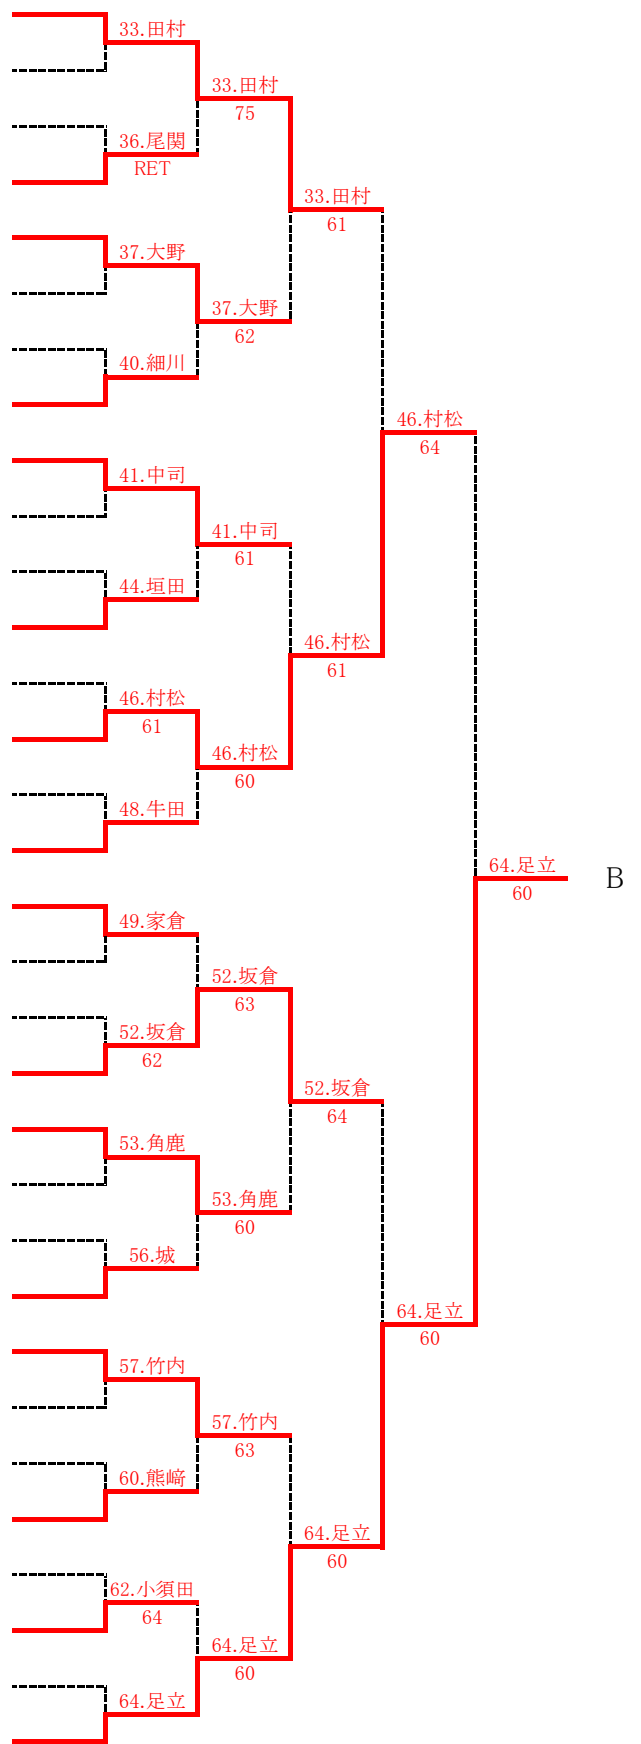 33.田村
33.田村
75
36.尾関
RET
33.田村
61
37.大野
37.大野
62
40.細川
46.村松
64
41.中司
41.中司
61
44.垣田
46.村松
61
46.村松
61
46.村松
60
48.牛田
64.足立
60
B
49.家倉
52.坂倉
63
52.坂倉
62
52.坂倉
64
53.角鹿
53.角鹿
60
56.城
64.足立
60
57.竹内
57.竹内
63
60.熊﨑
64.足立
60
62.小須田
64
64.足立
60
64.足立